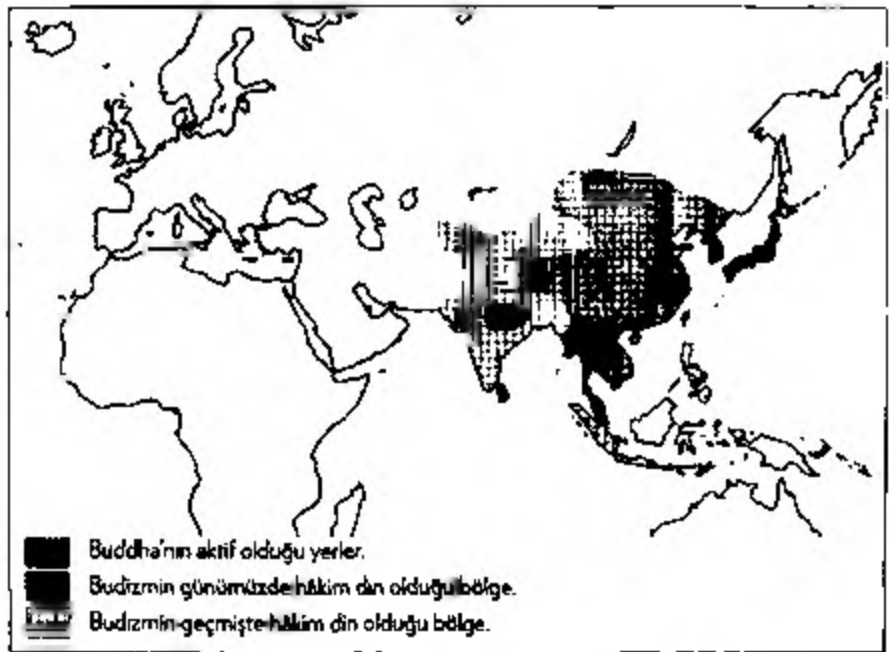 Buddha'nın aktif olduğu yerler.
Budizmin günümüzde hâkim din olduğu bölge.
Budizmin geçmişte hâkim din olduğu bölge.